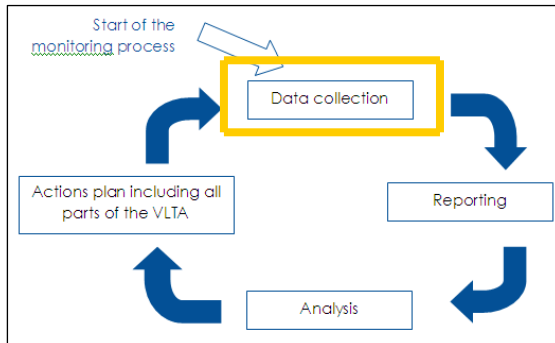 Start of the
monitoring process
Data collection
Reporting
Analysis
Actions plan including all
parts of the VLTA